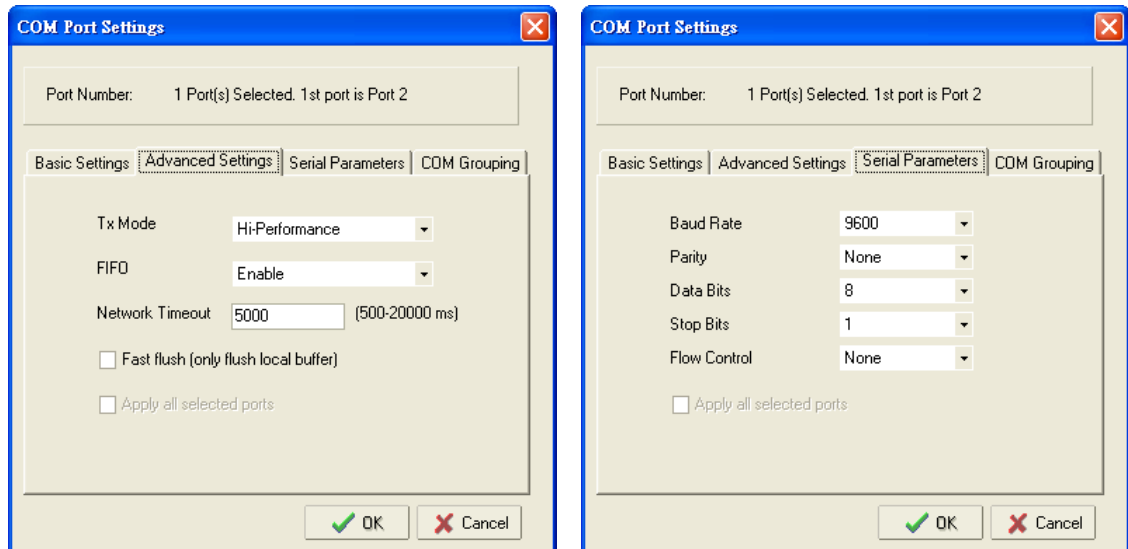 COM Port Settings
Port Number: 1 Port(s) Selected. 1st port is Port 2
Basic Settings Advanced Settings Serial Parameters COM Grouping
Tx Mode Hi-Performance
FIFO Enable
Network Timeout 5000 (500-20000 ms)
Fast flush (only flush local buffer)
Apply all selected ports
OK Cancel
COM Port Settings
Port Number: 1 Port(s) Selected. 1st port is Port 2
Basic Settings Advanced Settings Serial Parameters COM Grouping
Baud Rate 9600
Parity None
Data Bits 8
Stop Bits 1
Flow Control None
Apply all selected ports
OK Cancel